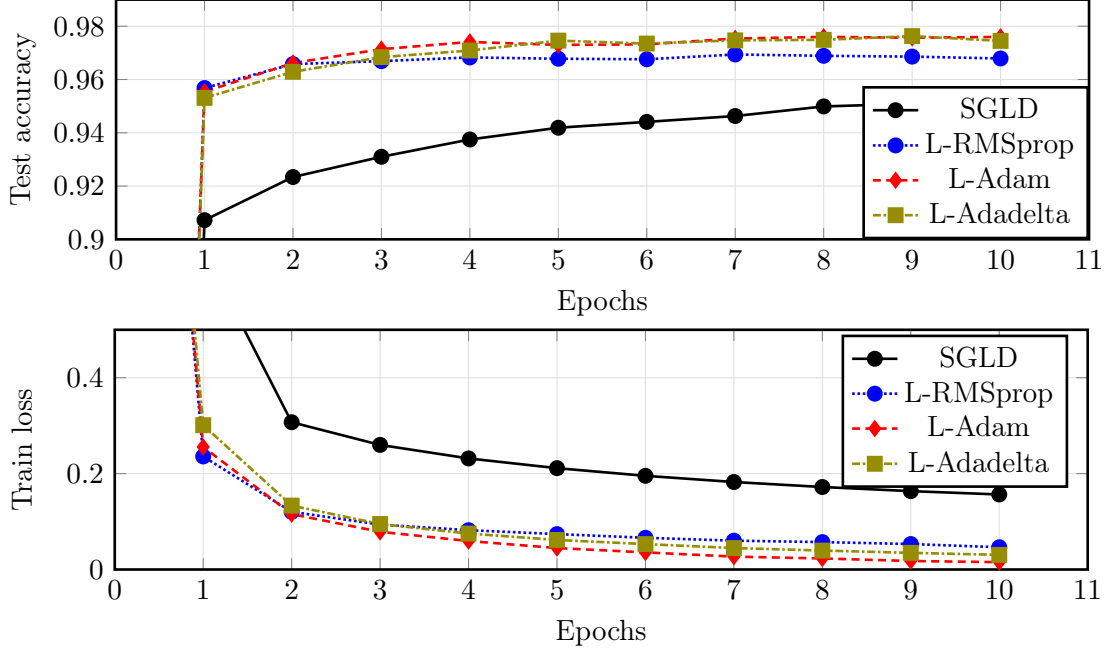 0.98
0.96
0.94
0.92
0.9
Test accuracy
SGLD
L-RMSprop
L-Adam
L-Adadelta
0 1 2 3 4 5 6 7 8 9 10 11
Epochs
0.4
0.2
0
Train loss
SGLD
L-RMSprop
L-Adam
L-Adadelta
0 1 2 3 4 5 6 7 8 9 10 11
Epochs